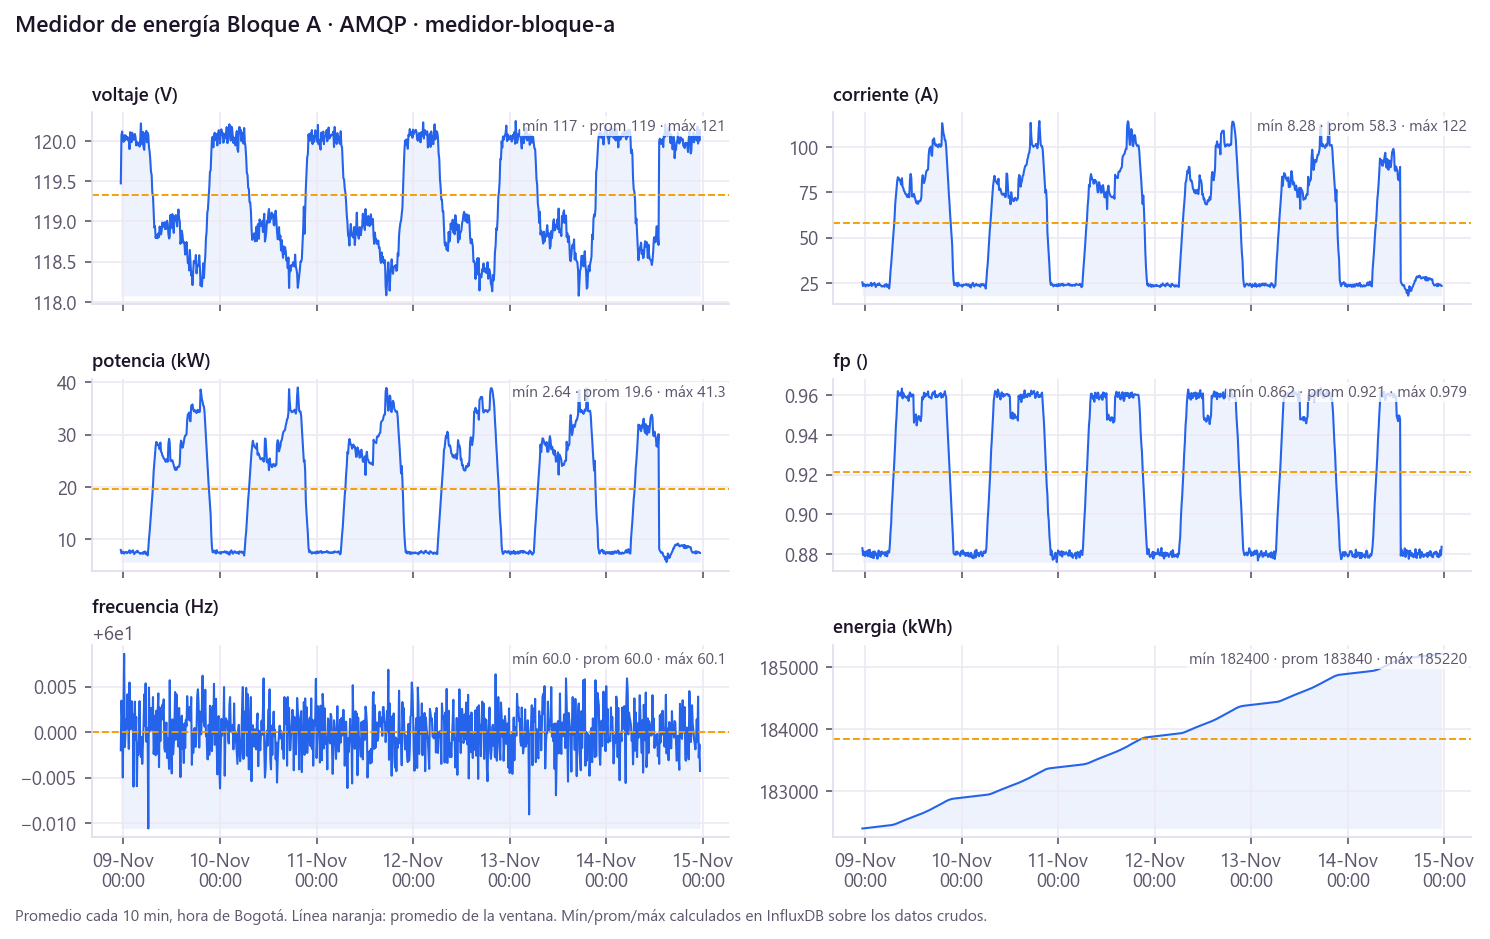 Medidor de energía Bloque A · AMQP · medidor-bloque-a
voltaje (V)
mín 117 · prom 119 · máx 121
120.0
119.5
119.0
118.5
118.0
corriente (A)
mín 8.28 · prom 58.3 · máx 122
100
75
50
25
potencia (kW)
mín 2.64 · prom 19.6 · máx 41.3
40
30
20
10
fp ()
mín 0.862 · prom 0.921 · máx 0.979
0.96
0.94
0.92
0.90
0.88
frecuencia (Hz)
+6e1
mín 60.0 · prom 60.0 · máx 60.1
0.005
0.000
−0.005
−0.010
09-Nov 10-Nov 11-Nov 12-Nov 13-Nov 14-Nov 15-Nov
00:00 00:00 00:00 00:00 00:00 00:00 00:00
energia (kWh)
mín 182400 · prom 183840 · máx 185220
185000
184000
183000
09-Nov 10-Nov 11-Nov 12-Nov 13-Nov 14-Nov 15-Nov
00:00 00:00 00:00 00:00 00:00 00:00 00:00
Promedio cada 10 min, hora de Bogotá. Línea naranja: promedio de la ventana. Mín/prom/máx calculados en InfluxDB sobre los datos crudos.